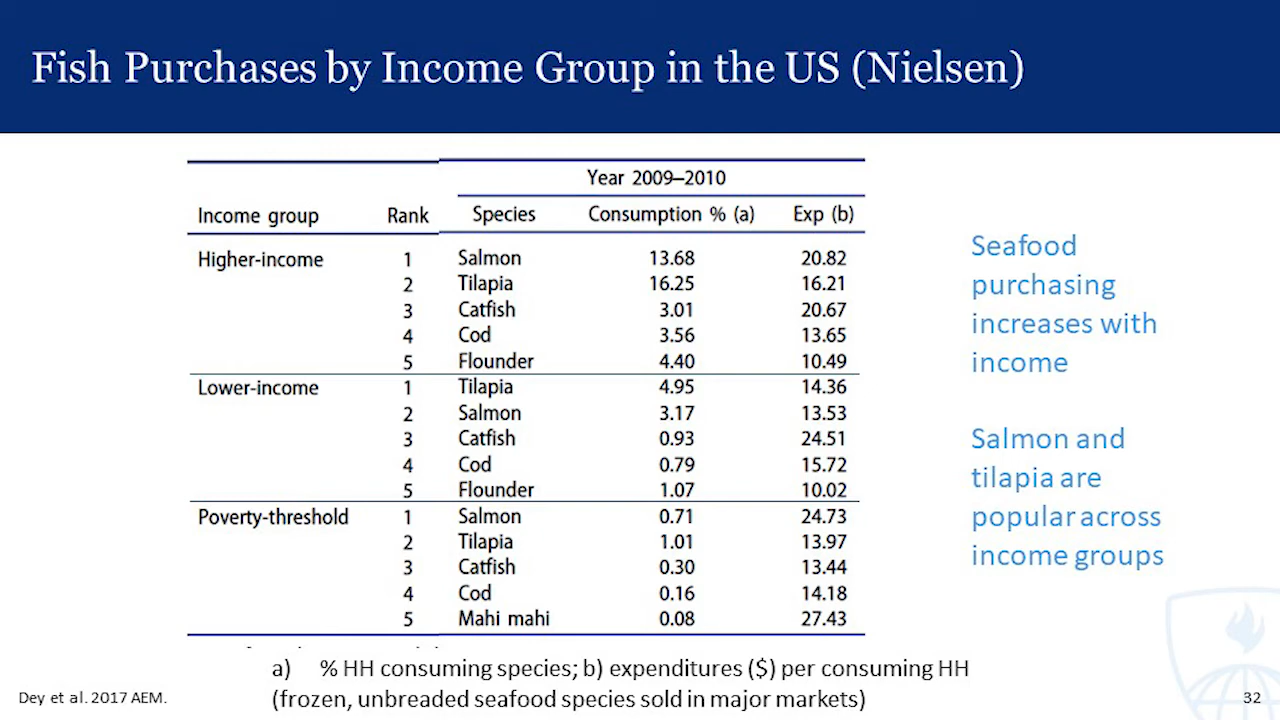 Fish Purchases by Income Group in the US (Nielsen)
Year 2009–2010
Income group Rank Species Consumption % (a) Exp (b)
Higher-income 1 Salmon 13.68 20.82
2 Tilapia 16.25 16.21
3 Catfish 3.01 20.67
4 Cod 3.56 13.65
5 Flounder 4.40 10.49
Lower-income 1 Tilapia 4.95 14.36
2 Salmon 3.17 13.53
3 Catfish 0.93 24.51
4 Cod 0.79 15.72
5 Flounder 1.07 10.02
Poverty-threshold 1 Salmon 0.71 24.73
2 Tilapia 1.01 13.97
3 Catfish 0.30 13.44
4 Cod 0.16 14.18
5 Mahi mahi 0.08 27.43
Seafood
purchasing
increases with
income
Salmon and
tilapia are
popular across
income groups
a) % HH consuming species; b) expenditures ($) per consuming HH
(frozen, unbreaded seafood species sold in major markets)
Dey et al. 2017 AEM.
32